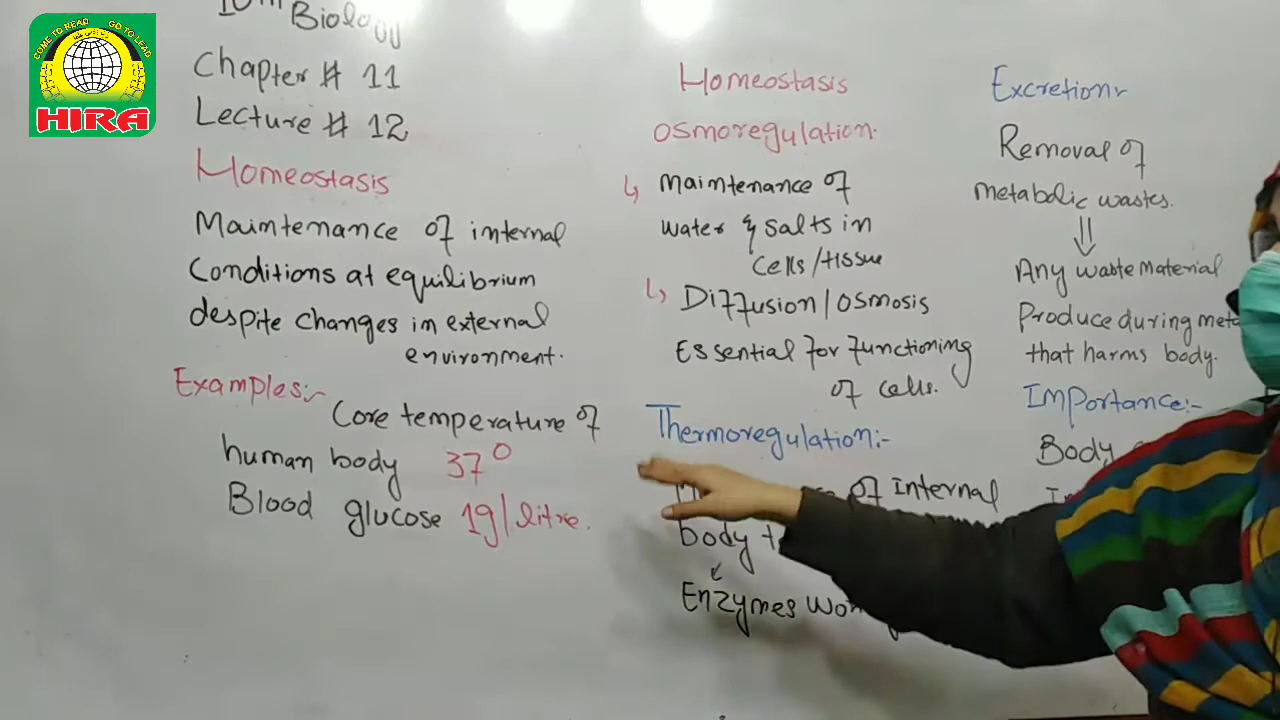 COME TO READ GO TO LEAD
HIRA
10th Biology
Chapter # 11
Lecture # 12
Homeostasis
Maintenance of internal
Conditions at equilibrium
despite changes in external
environment.
Examples:-
Core temperature of
human body 37°
Blood glucose 1g/litre.
Homeostasis
osmoregulation.
↳ Maintenance of
water & salts in
cells/tissue
↳ Diffusion/osmosis
Essential for functioning
of cells.
Thermoregulation:-
of Internal
body
Enzymes
Excretion:-
Removal of
metabolic wastes.
⇓
Any waste Material
Produce during meta
that harms body.
Importance:-
Body